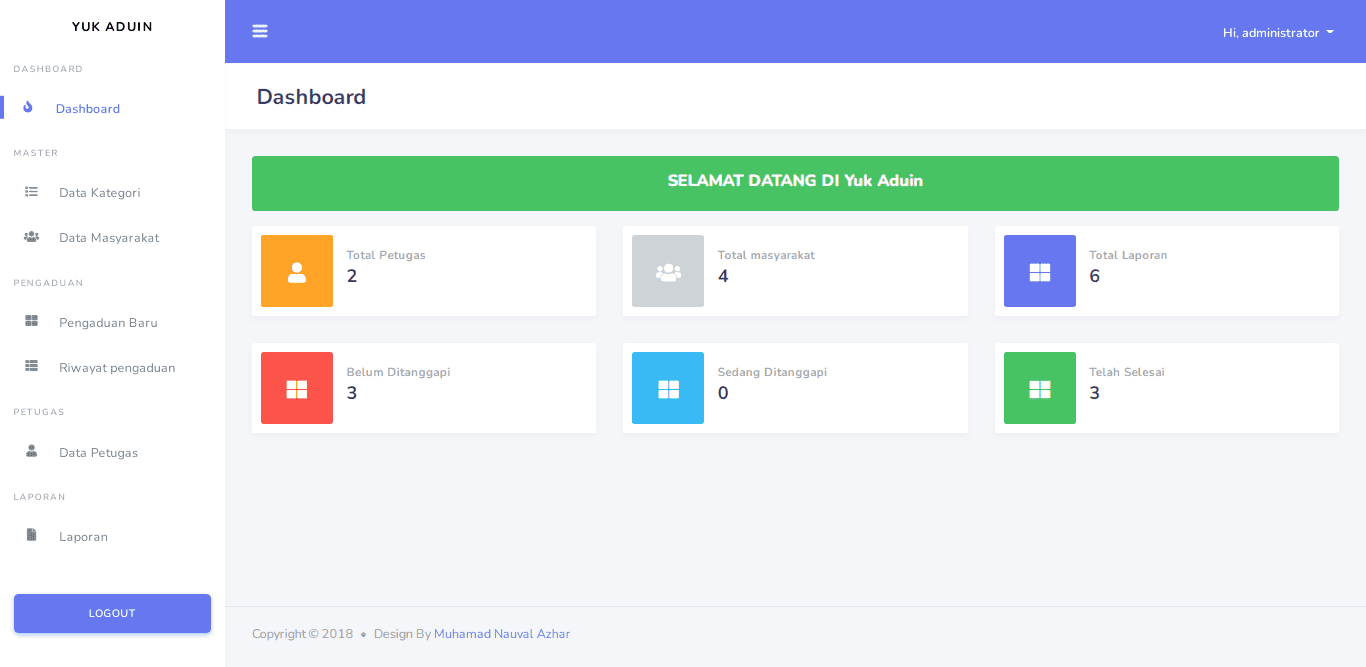 YUK ADUIN
DASHBOARD
Dashboard
MASTER
Data Kategori
Data Masyarakat
PENGADUAN
Pengaduan Baru
Riwayat pengaduan
PETUGAS
Data Petugas
LAPORAN
Laporan
LOGOUT
Hi, administrator
Dashboard
SELAMAT DATANG DI Yuk Aduin
Total Petugas
2
Total masyarakat
4
Total Laporan
6
Belum Ditanggapi
3
Sedang Ditanggapi
0
Telah Selesai
3
Copyright © 2018 • Design By Muhamad Nauval Azhar